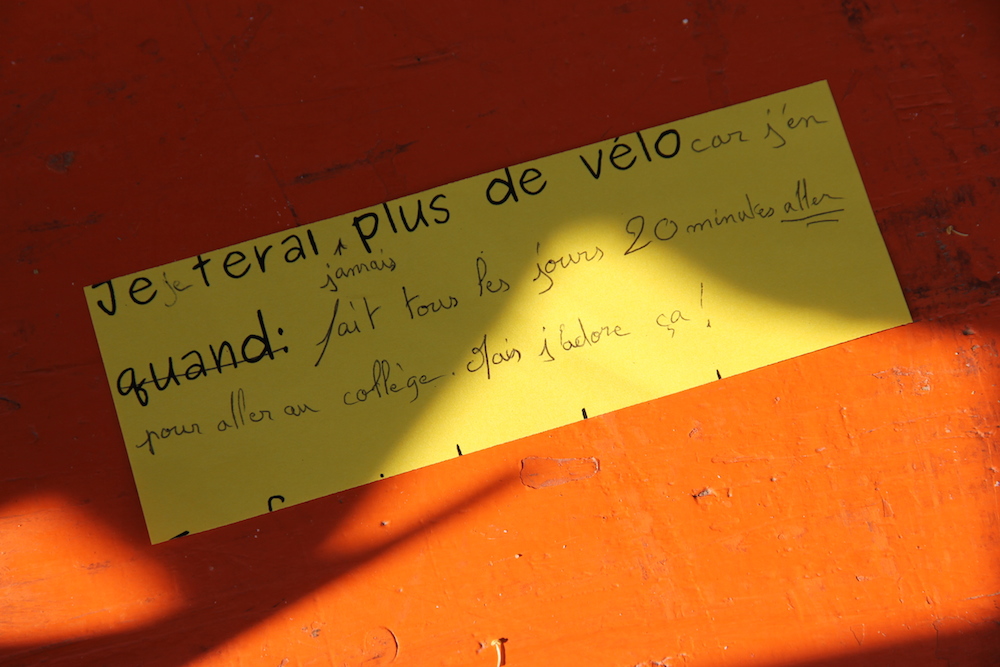 Je je ferai jamais plus de vélo car j'en
quand: fait tous les jours 20 minutes aller
pour aller au collège. Mais j'adore ça !